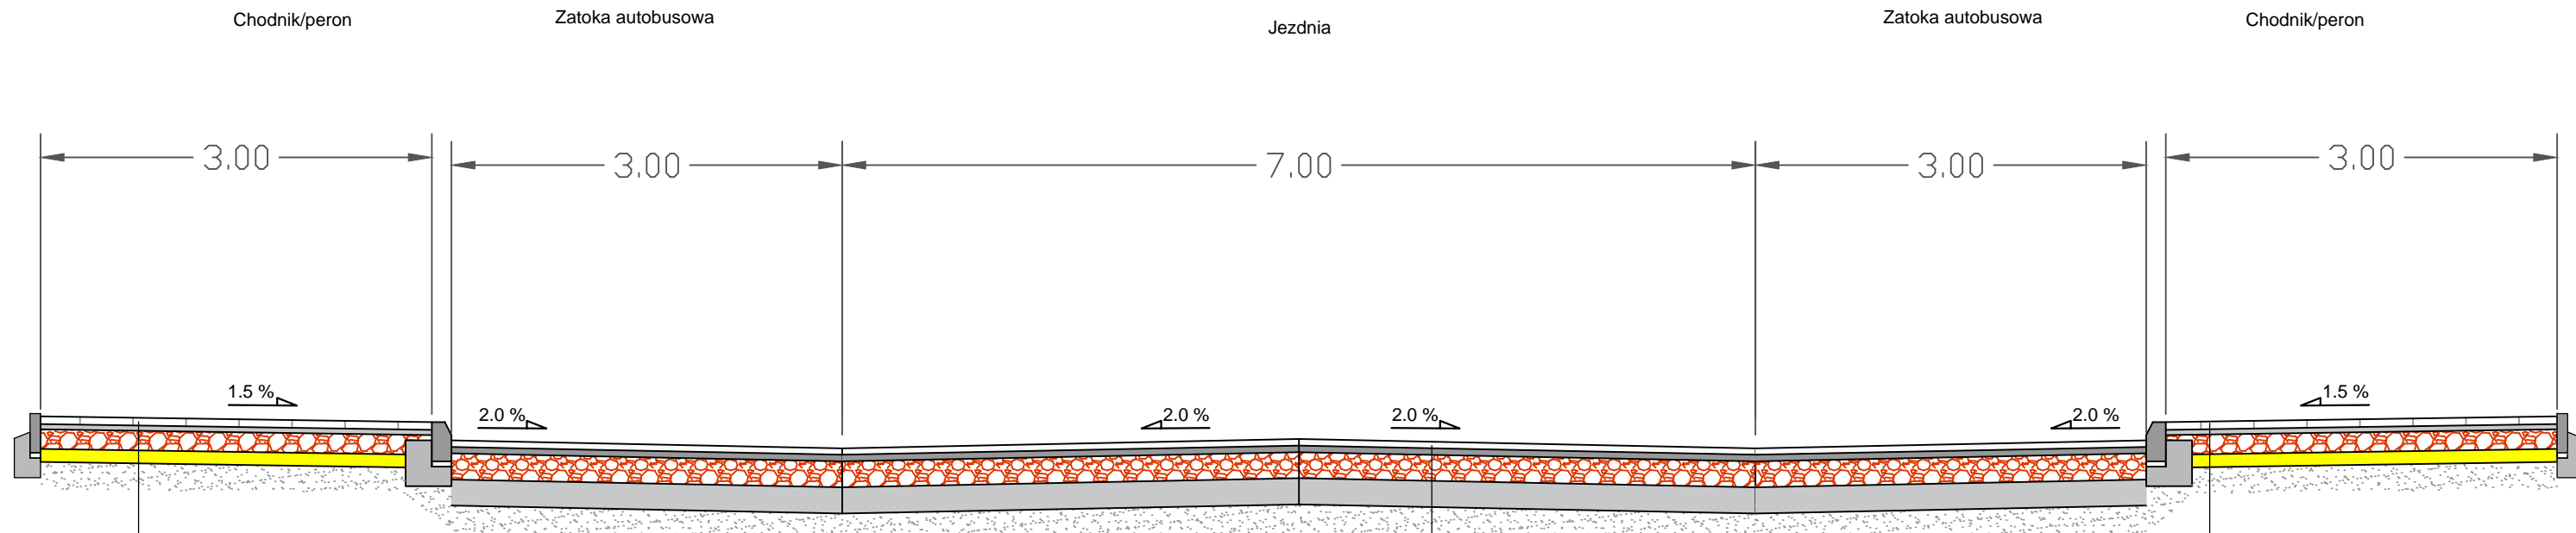 Chodnik/peron
Zatoka autobusowa
Jezdnia
Zatoka autobusowa
Chodnik/peron
3.00
3.00
7.00
3.00
3.00
1.5 %
2.0 %
2.0 %
2.0 %
2.0 %
1.5 %